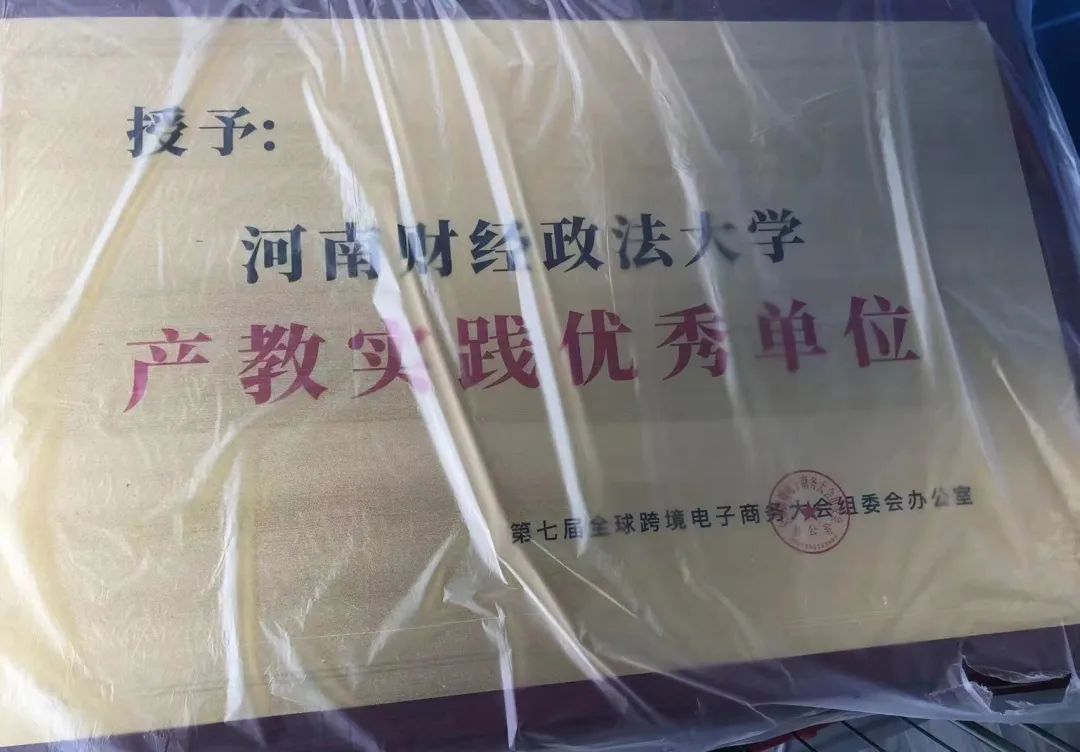 授予:
河南财经政法大学
产教实践优秀单位
第七届全球跨境电子商务大会组委会办公室